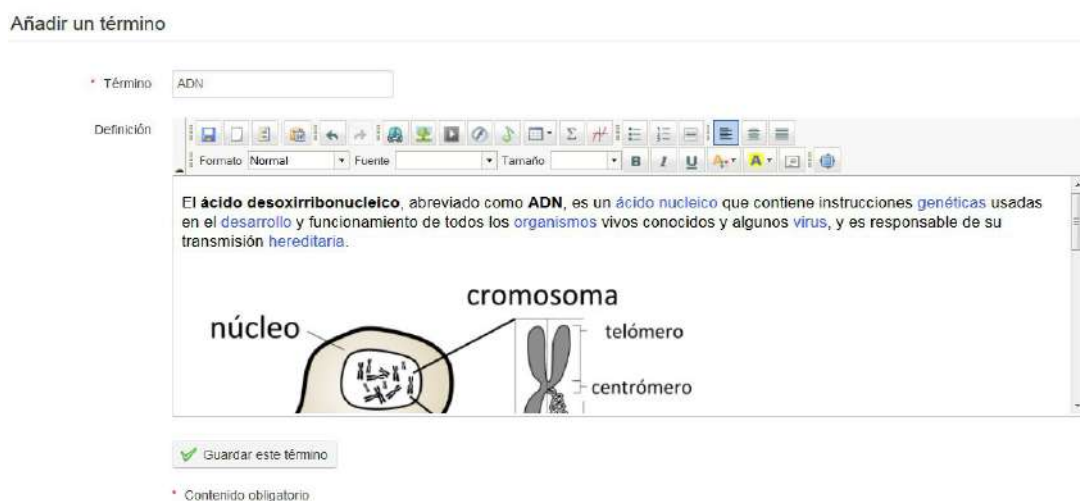 Añadir un término
* Término ADN
Definición
Formato Normal Fuente Tamaño B I U A A
El ácido desoxirribonucleico, abreviado como ADN, es un ácido nucleico que contiene instrucciones genéticas usadas
en el desarrollo y funcionamiento de todos los organismos vivos conocidos y algunos virus, y es responsable de su
transmisión hereditaria.
cromosoma
núcleo
telómero
centrómero
Guardar este término
* Contenido obligatorio